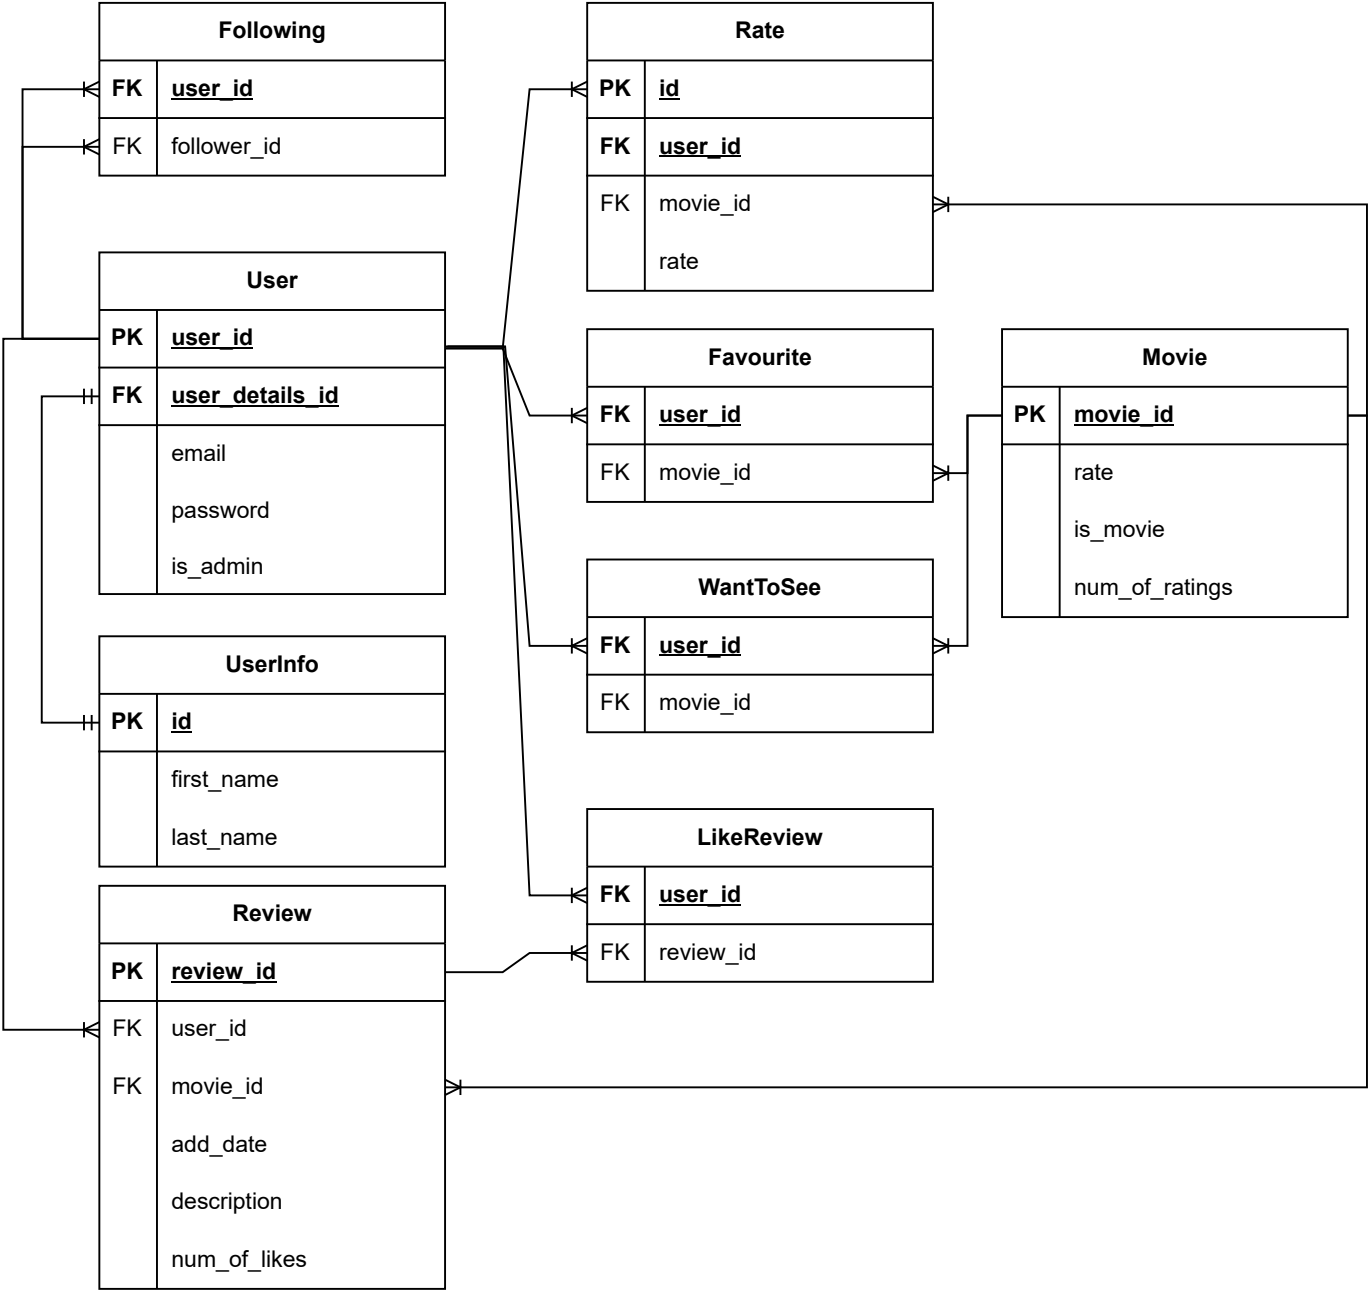 Following
FK user_id
FK follower_id
User
PK user_id
FK user_details_id
email
password
is_admin
UserInfo
PK id
first_name
last_name
Review
PK review_id
FK user_id
FK movie_id
add_date
description
num_of_likes
Rate
PK id
FK user_id
FK movie_id
rate
Favourite
FK user_id
FK movie_id
WantToSee
FK user_id
FK movie_id
LikeReview
FK user_id
FK review_id
Movie
PK movie_id
rate
is_movie
num_of_ratings